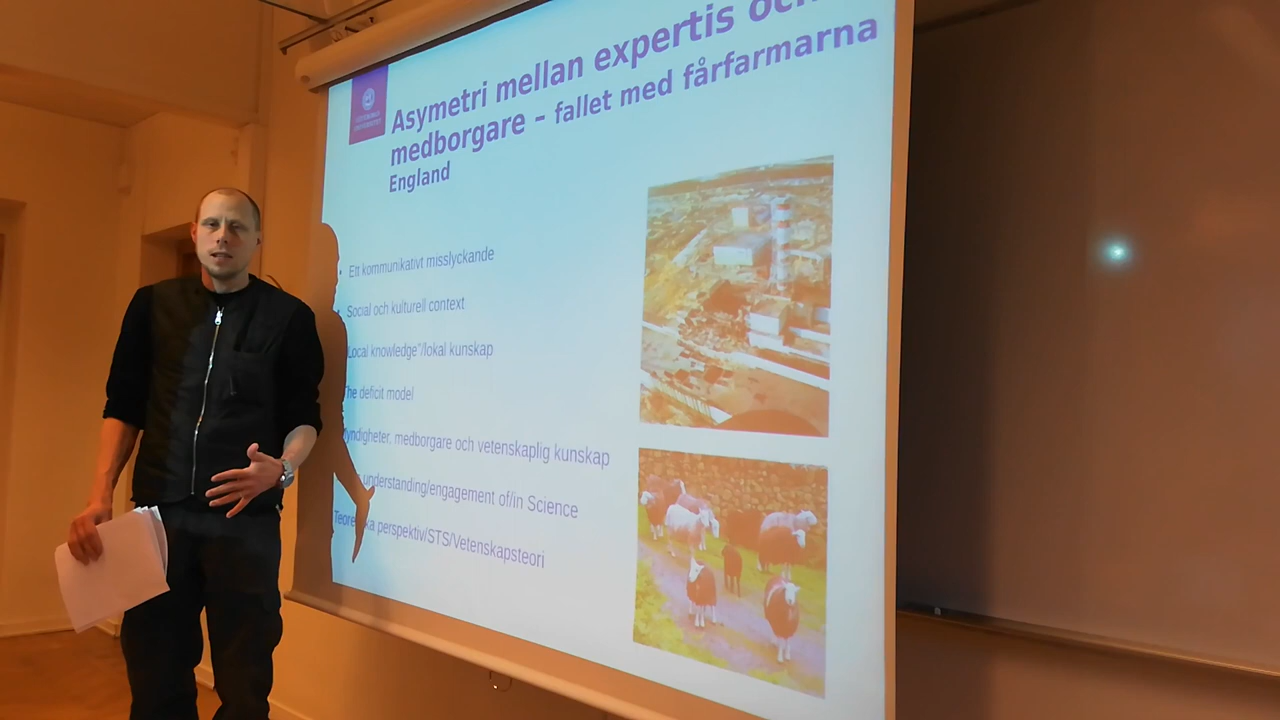 Asymetri mellan expertis och
medborgare – fallet med fårfarmarna
England
Ett kommunikativt misslyckande
Social och kulturell context
Local knowledge"/lokal kunskap
The deficit model
Myndigheter, medborgare och vetenskaplig kunskap
understanding/engagement of/in Science
perspektiv/STS/Vetenskapsteori